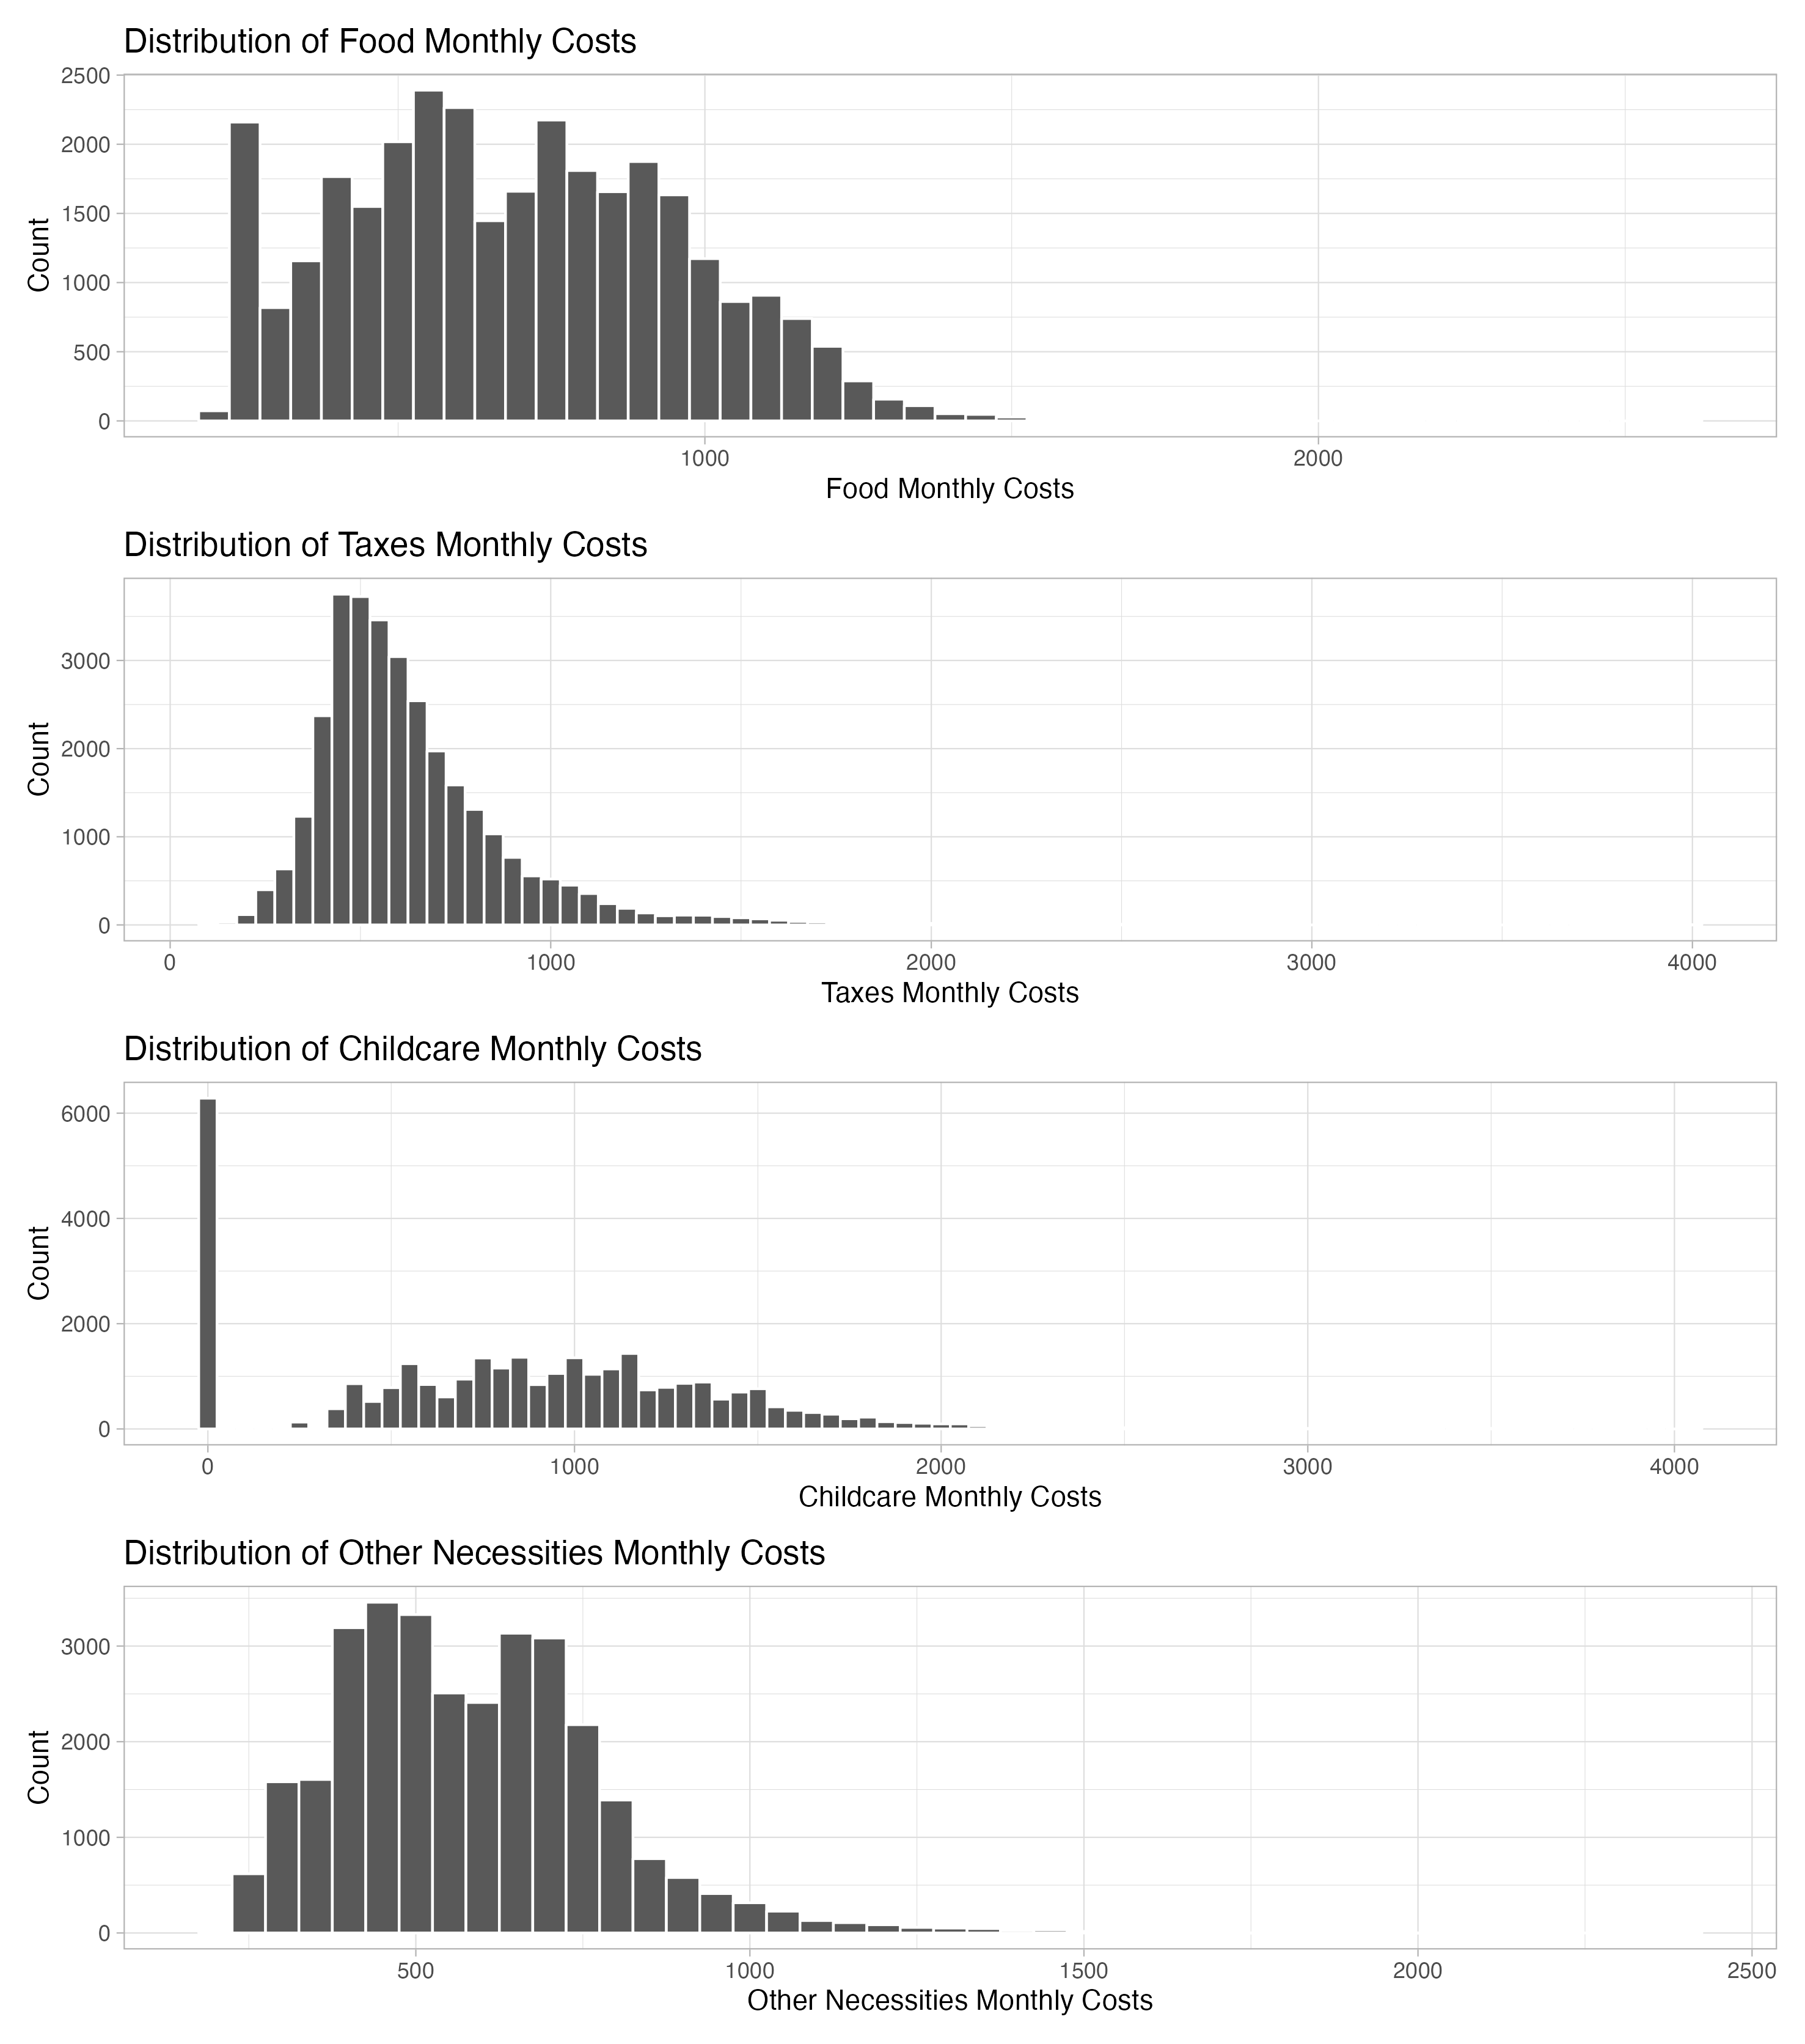 Distribution of Food Monthly Costs
2500
2000
1500
1000
500
0
Count
1000 2000
Food Monthly Costs
Distribution of Taxes Monthly Costs
3000
2000
1000
0
Count
0 1000 2000 3000 4000
Taxes Monthly Costs
Distribution of Childcare Monthly Costs
6000
4000
2000
0
Count
0 1000 2000 3000 4000
Childcare Monthly Costs
Distribution of Other Necessities Monthly Costs
3000
2000
1000
0
Count
500 1000 1500 2000 2500
Other Necessities Monthly Costs